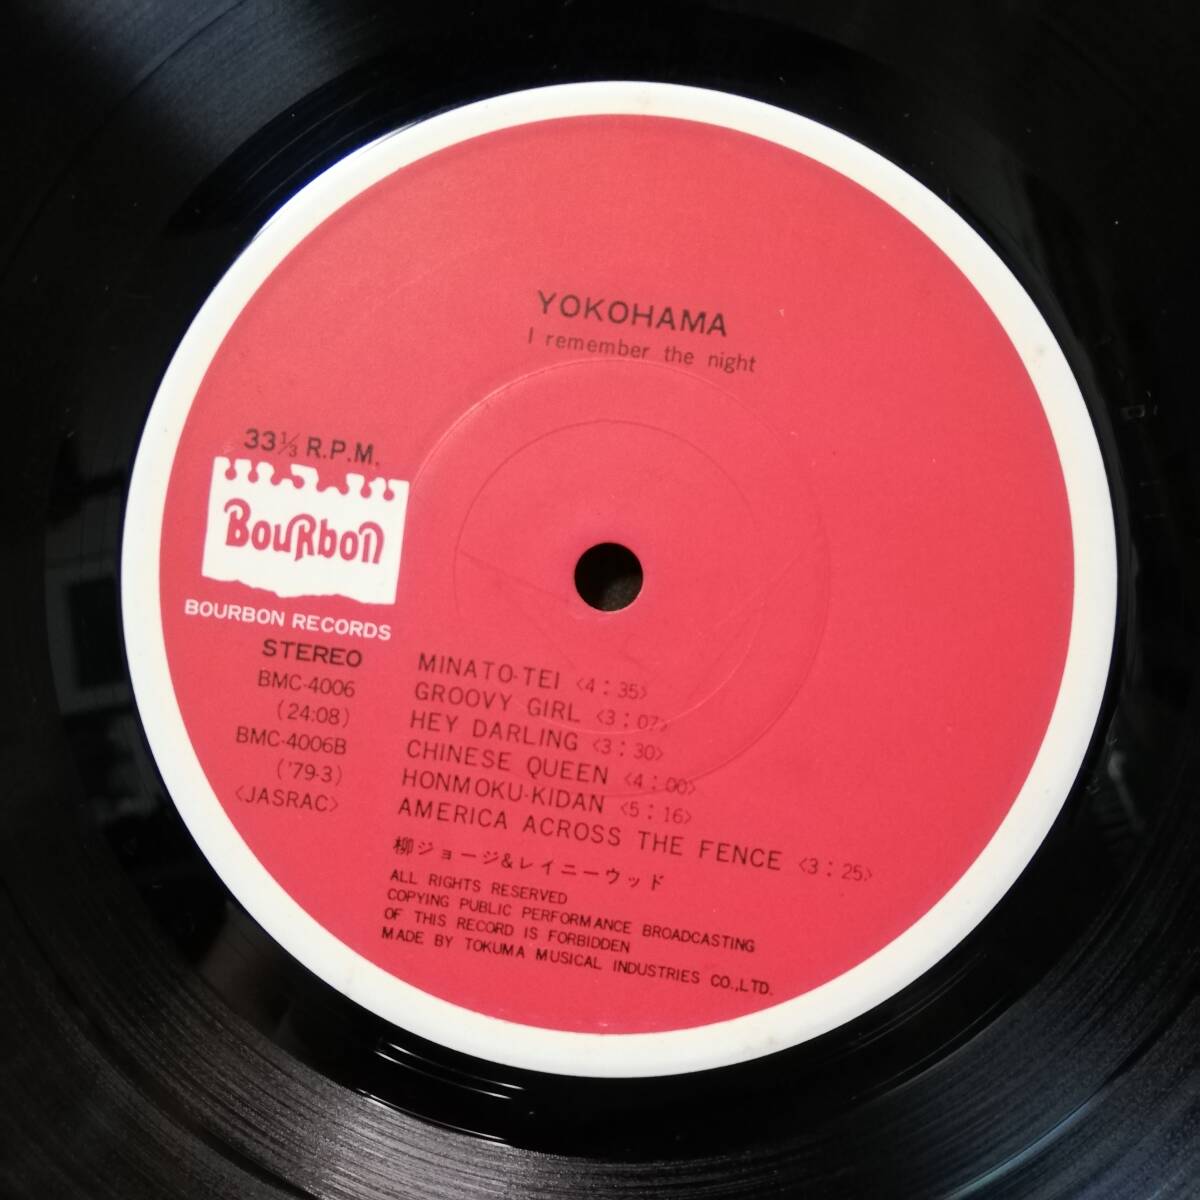 YOKOHAMA
I remember the night
33⅓ R.P.M.
BouRbon
BOURBON RECORDS
STEREO
BMC-4006
(24:08)
BMC-4006B
('79-3)
<JASRAC>
MINATO-TEI <4:35>
GROOVY GIRL <3:07>
HEY DARLING <3:30>
CHINESE QUEEN <4:00>
HONMOKU-KIDAN <5:16>
AMERICA ACROSS THE FENCE <3:25>
柳ジョージ&レイニーウッド
ALL RIGHTS RESERVED
COPYING PUBLIC PERFORMANCE BROADCASTING
OF THIS RECORD IS FORBIDDEN
MADE BY TOKUMA MUSICAL INDUSTRIES CO.,LTD.